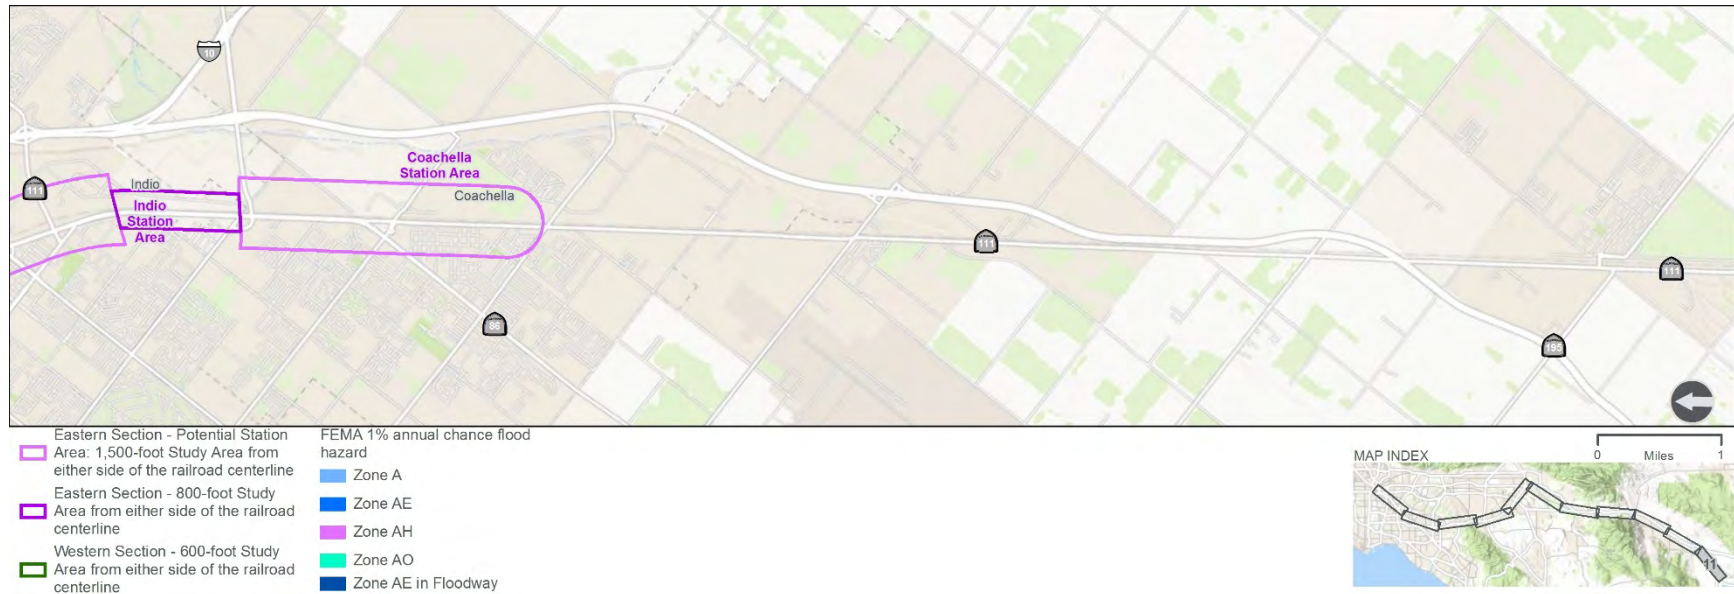 10
Coachella
Station Area
111
Indio
Coachella
Indio
Station
Area
111
111
86
195
Eastern Section - Potential Station
Area: 1,500-foot Study Area from
either side of the railroad centerline
Eastern Section - 800-foot Study
Area from either side of the railroad
centerline
Western Section - 600-foot Study
Area from either side of the railroad
centerline
FEMA 1% annual chance flood
hazard
Zone A
Zone AE
Zone AH
Zone AO
Zone AE in Floodway
0 Miles 1
MAP INDEX
11